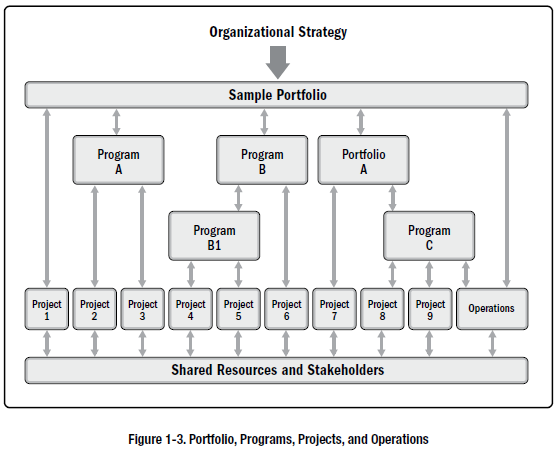 Organizational Strategy
Sample Portfolio
Program
A
Program
B
Portfolio
A
Program
B1
Program
C
Project
1
Project
2
Project
3
Project
4
Project
5
Project
6
Project
7
Project
8
Project
9
Operations
Shared Resources and Stakeholders
Figure 1-3. Portfolio, Programs, Projects, and Operations